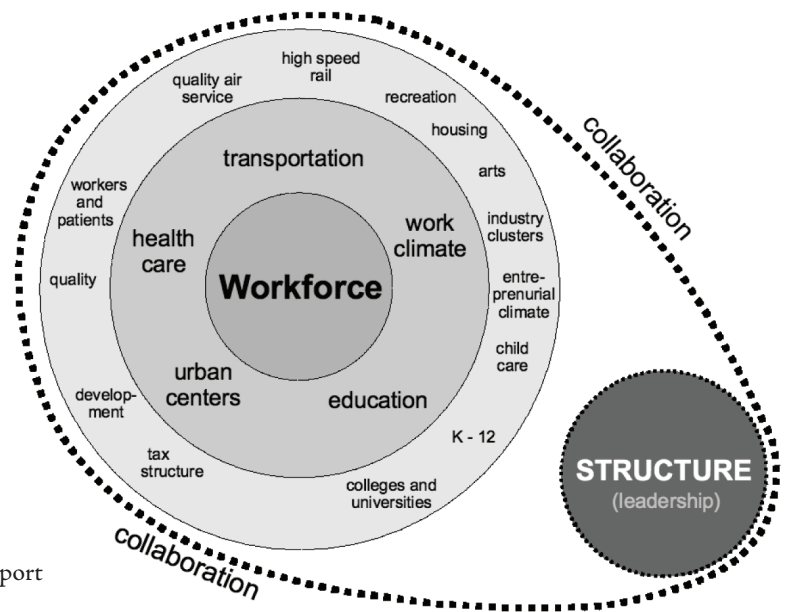 high speed
rail
quality air
service
recreation
housing
arts
industry
clusters
entre-
prenurial
climate
child
care
K - 12
colleges and
universities
tax
structure
develop-
ment
quality
workers
and
patients
transportation
work
climate
education
urban
centers
health
care
Workforce
collaboration
collaboration
STRUCTURE
(leadership)
port